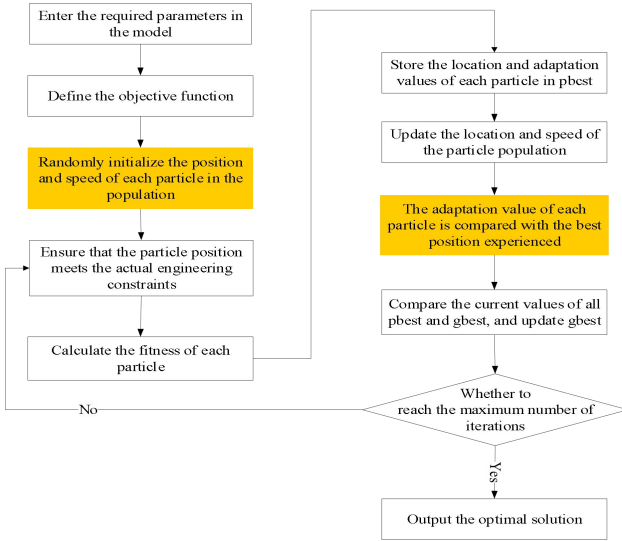 Enter the required parameters in
the model
Define the objective function
Randomly initialize the position
and speed of each particle in the
population
Ensure that the particle position
meets the actual engineering
constraints
Calculate the fitness of each
particle
Store the location and adaptation
values of each particle in pbcst
Update the location and speed of
the particle population
The adaptation value of each
particle is compared with the best
position experienced
Compare the current values of all
pbest and gbest, and update gbest
Whether to
reach the maximum number of
iterations
No
Yes
Output the optimal solution